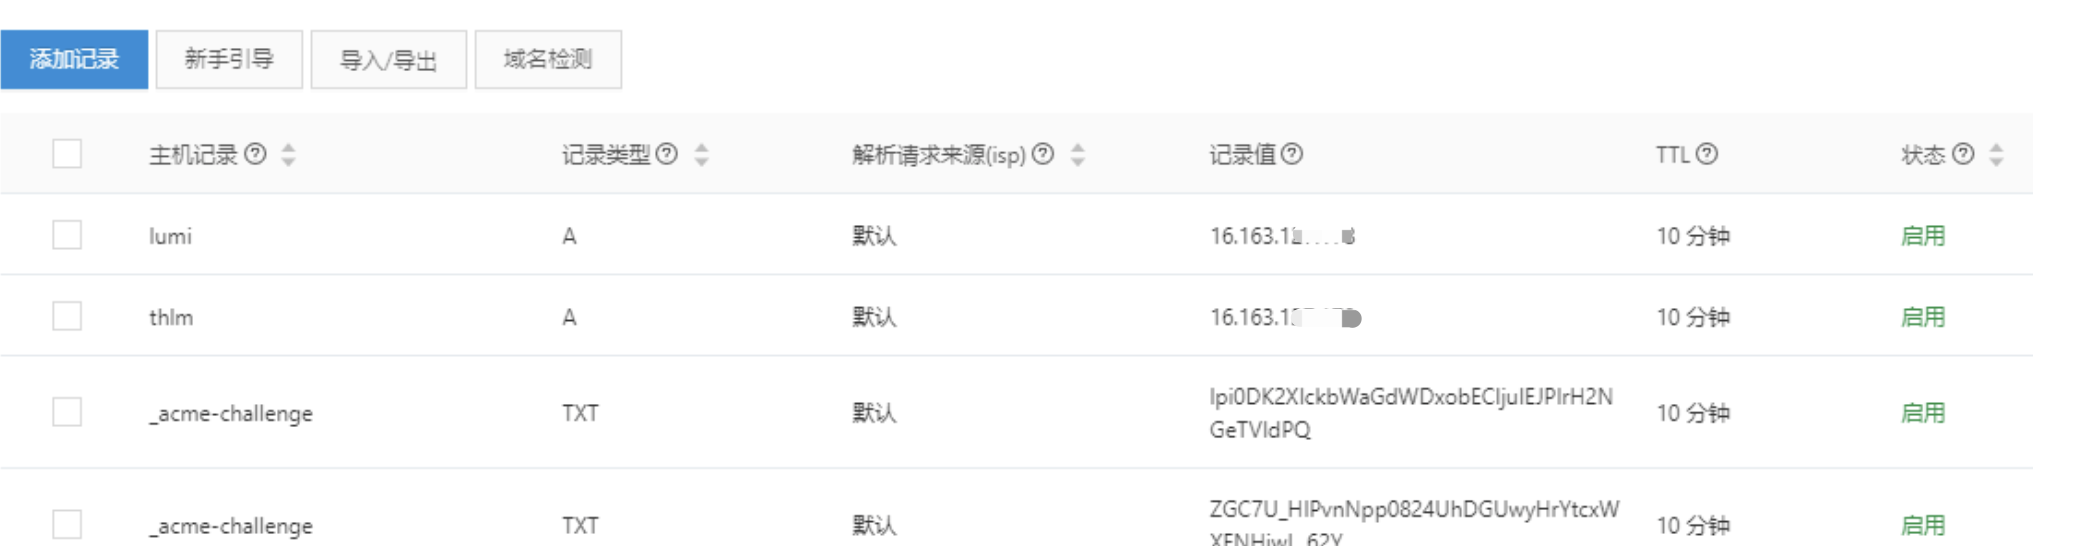 添加记录 新手引导 导入/导出 域名检测
主机记录 记录类型 解析请求来源(isp) 记录值 TTL 状态
lumi A 默认 16.163.1 10 分钟 启用
thlm A 默认 16.163.1 10 分钟 启用
lpi0DK2XIckbWaGdWDxobECIjuIEJPIrH2N
_acme-challenge TXT 默认 10 分钟 启用
GeTVIdPQ
ZGC7U_HIPvnNpp0824UhDGUwyHrYtcxW
_acme-challenge TXT 默认 10 分钟 启用